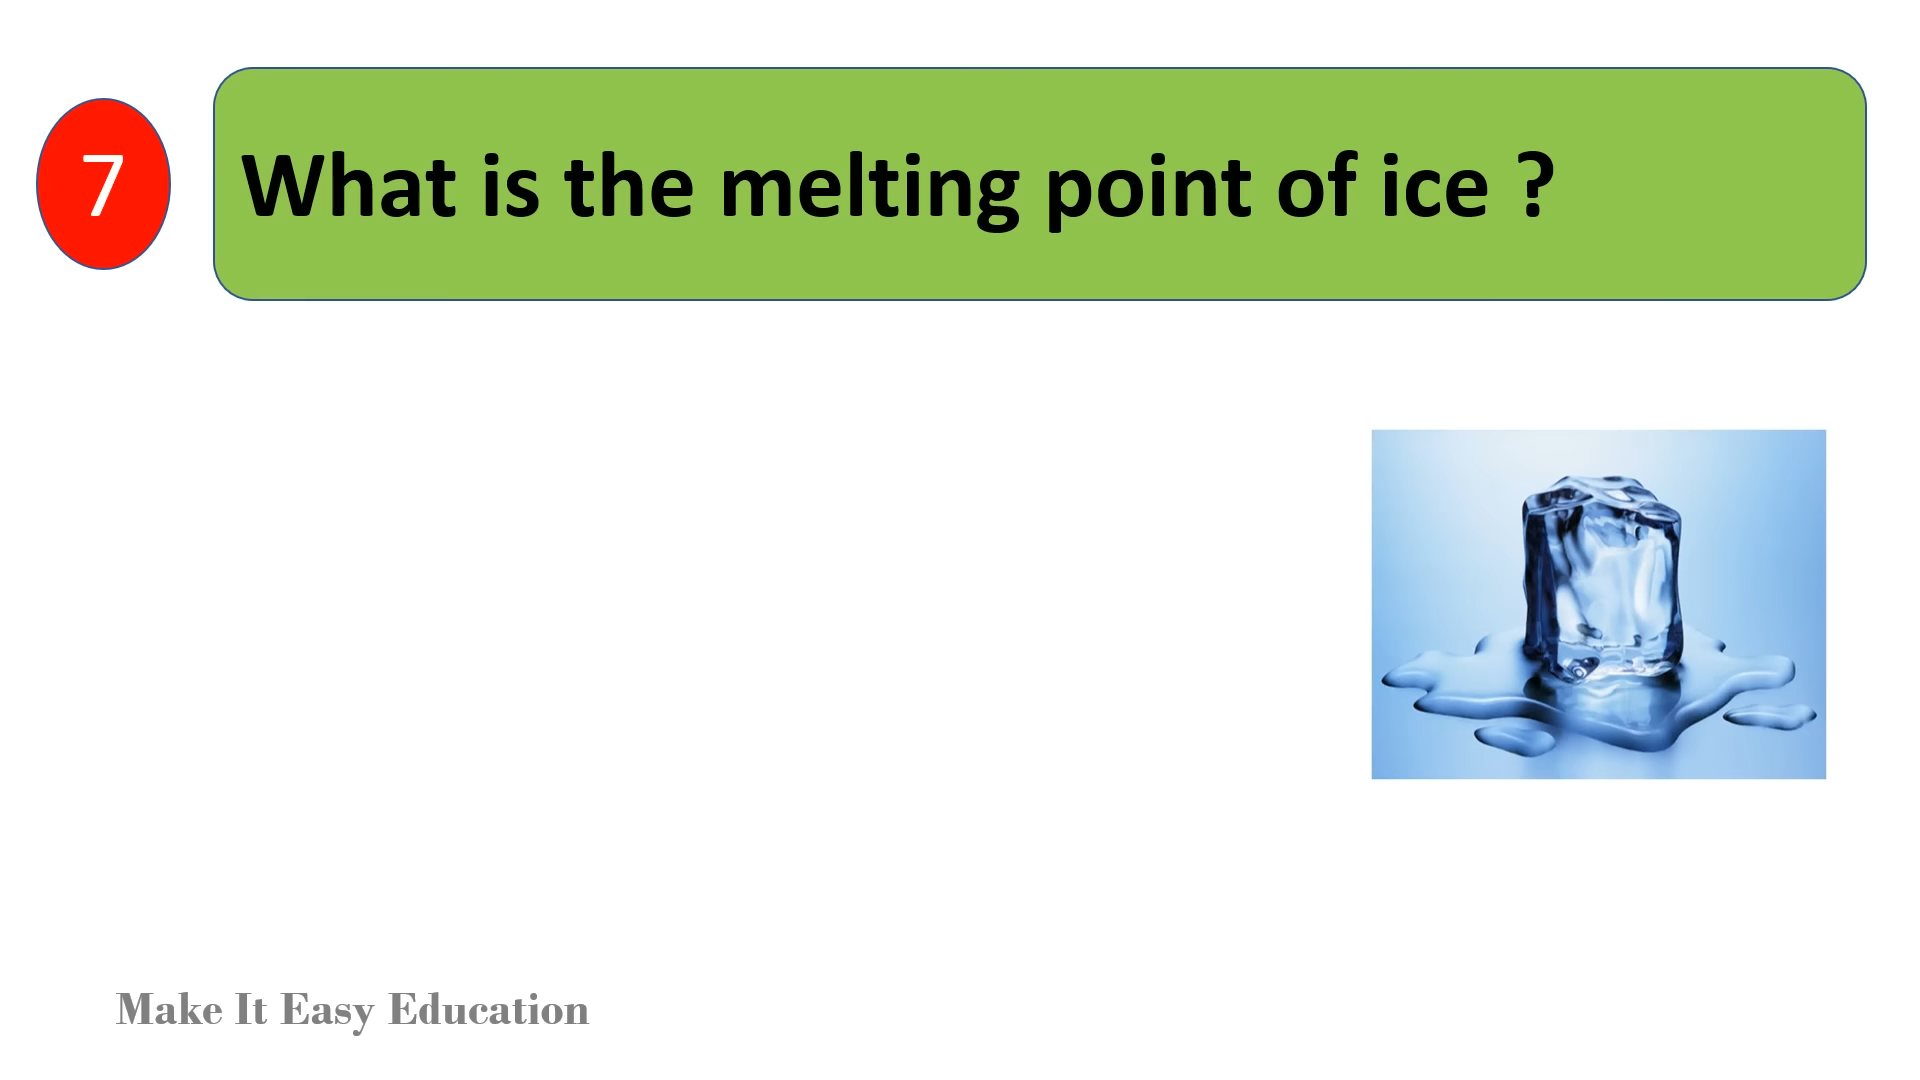 7
What is the melting point of ice ?
Make It Easy Education